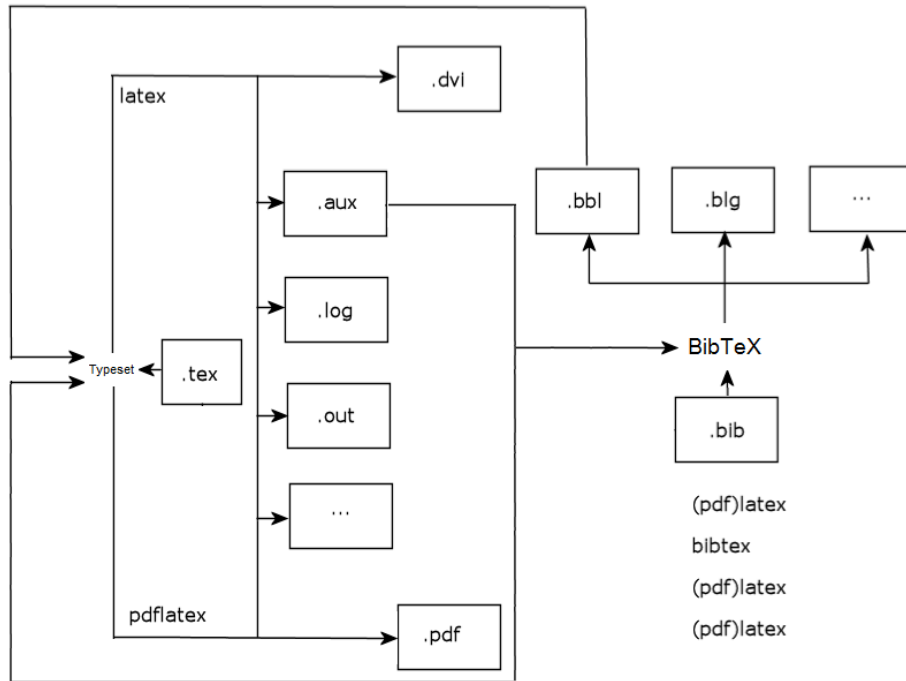 latex
.dvi
.aux
.bbl
.blg
...
.log
Typeset
.tex
BibTeX
.out
.bib
...
(pdf)latex
bibtex
(pdf)latex
(pdf)latex
pdflatex
.pdf